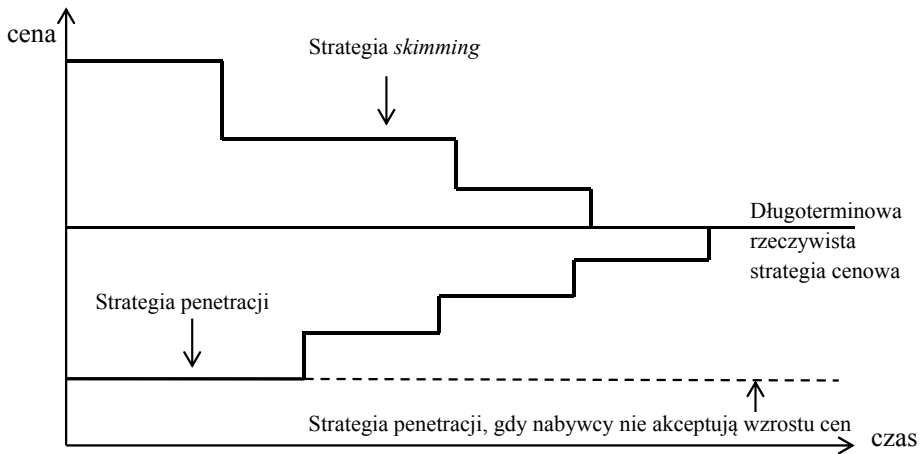 cena
Strategia skimming
Długoterminowa
rzeczywista
strategia cenowa
Strategia penetracji
Strategia penetracji, gdy nabywcy nie akceptują wzrostu cen
czas